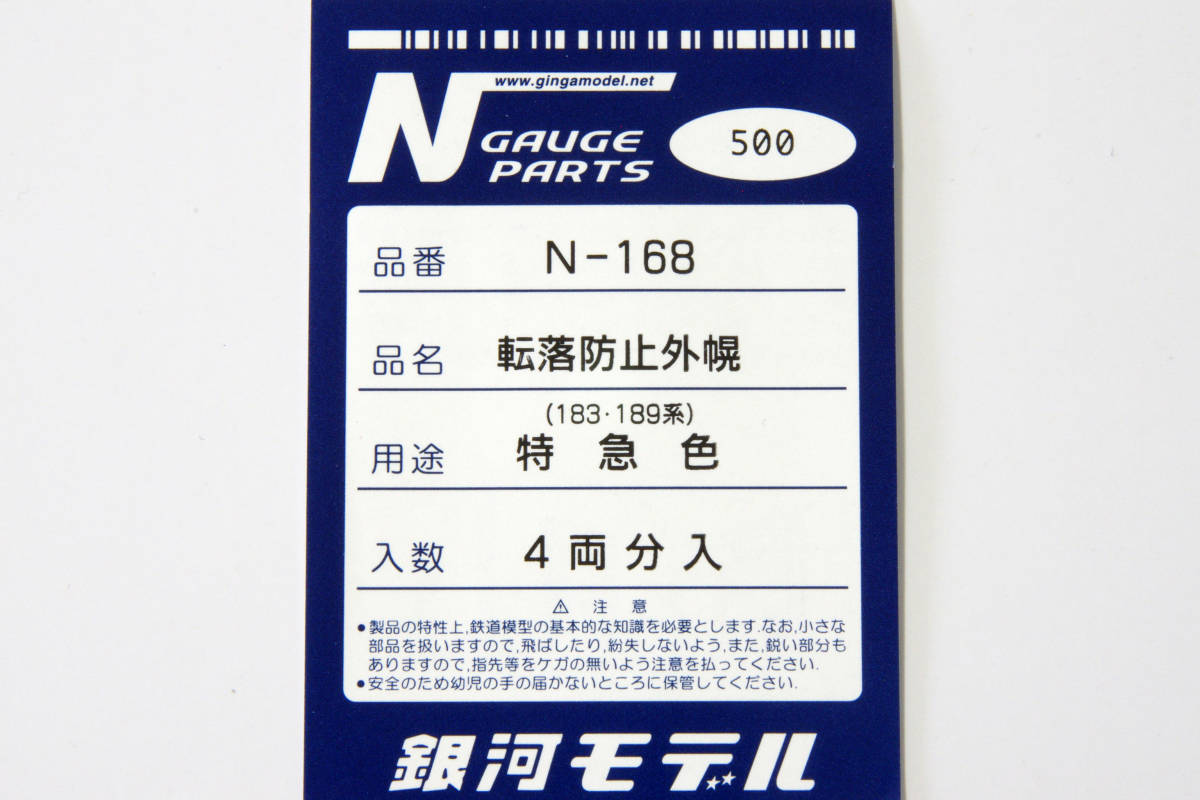 www.gingamodel.net
N GAUGE PARTS
500
品番 N-168
品名 転落防止外幌
(183･189系)
用途 特急色
入数 4両分入
⚠ 注意
●製品の特性上,鉄道模型の基本的な知識を必要とします.なお,小さな
部品を扱いますので,飛ばしたり,紛失しないよう,また,鋭い部分も
ありますので,指先等をケガの無いよう注意を払ってください.
●安全のため幼児の手の届かないところに保管してください.
銀河モデル